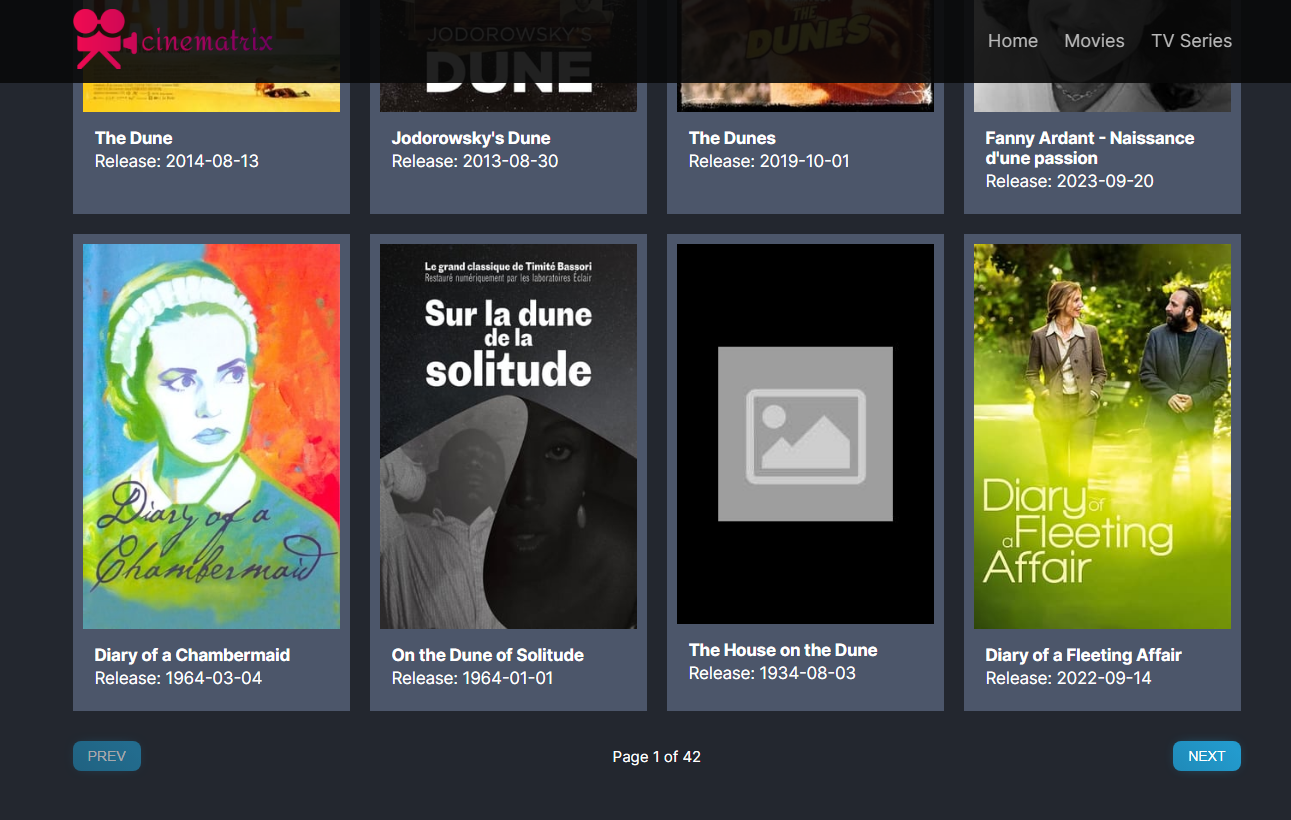 cinematrix
Home Movies TV Series
JODOROWSKY'S
DUNE
THE
DUNES
The Dune
Release: 2014-08-13
Jodorowsky's Dune
Release: 2013-08-30
The Dunes
Release: 2019-10-01
Fanny Ardant - Naissance
d'une passion
Release: 2023-09-20
Diary of a
Chambermaid
Le grand classique de Timité Bassori
Restauré numériquement par les laboratoires Éclair
Sur la dune
de la
solitude
Diary of
a Fleeting
Affair
Diary of a Chambermaid
Release: 1964-03-04
On the Dune of Solitude
Release: 1964-01-01
The House on the Dune
Release: 1934-08-03
Diary of a Fleeting Affair
Release: 2022-09-14
PREV
Page 1 of 42
NEXT